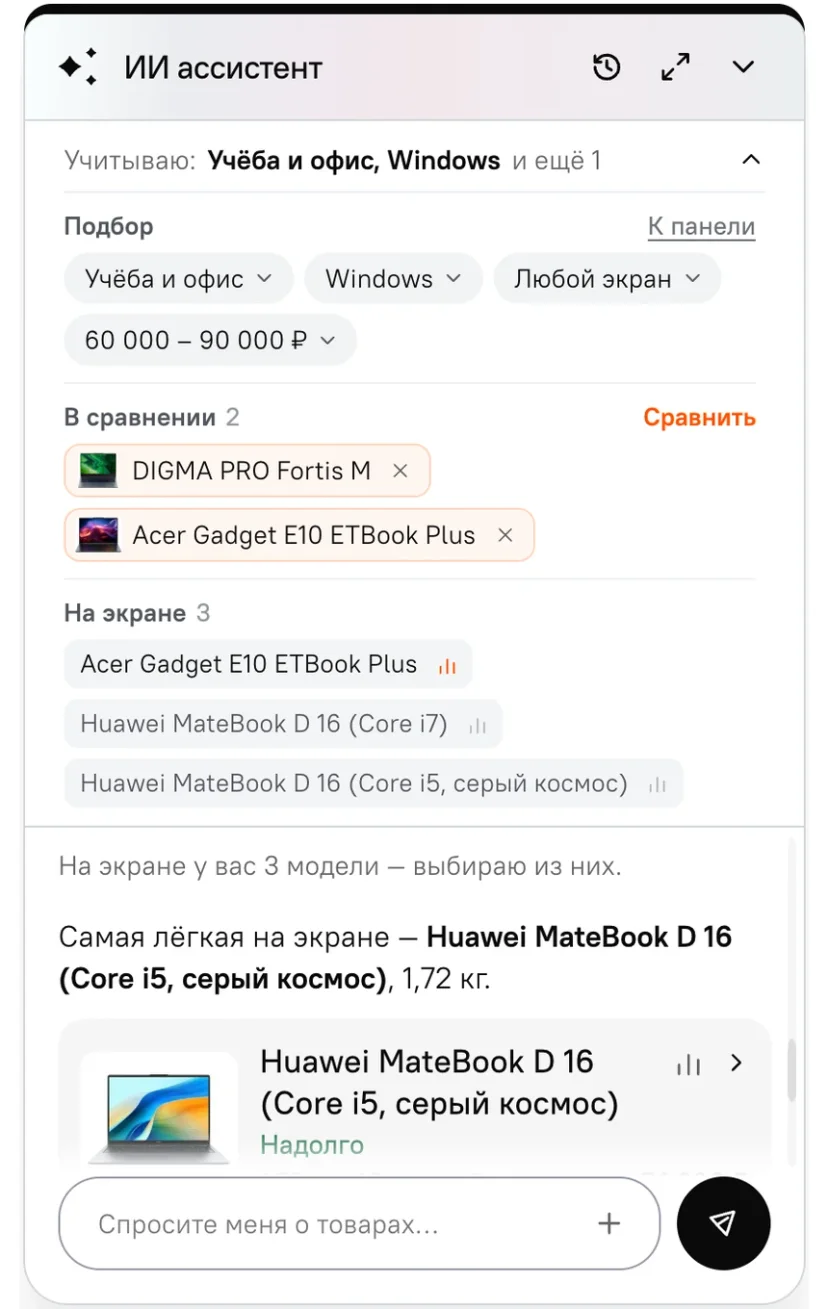 ИИ ассистент
Учитываю: Учёба и офис, Windows и ещё 1
Подбор
К панели
Учёба и офис
Windows
Любой экран
60 000 – 90 000 ₽
В сравнении 2
Сравнить
DIGMA PRO Fortis M
Acer Gadget E10 ETBook Plus
На экране 3
Acer Gadget E10 ETBook Plus
Huawei MateBook D 16 (Core i7)
Huawei MateBook D 16 (Core i5, серый космос)
На экране у вас 3 модели — выбираю из них.
Самая лёгкая на экране — Huawei MateBook D 16
(Core i5, серый космос), 1,72 кг.
Huawei MateBook D 16
(Core i5, серый космос)
Надолго
Спросите меня о товарах...